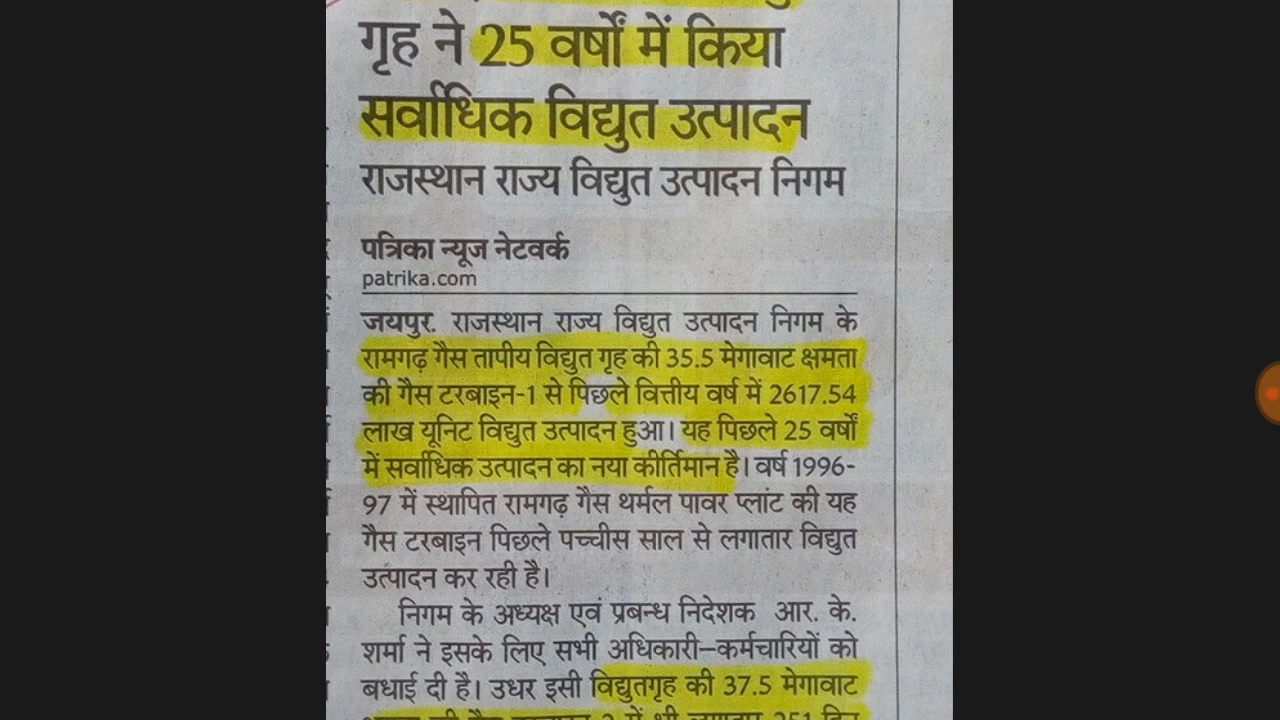 गृह ने 25 वर्षों में किया
सर्वाधिक विद्युत उत्पादन
राजस्थान राज्य विद्युत उत्पादन निगम
पत्रिका न्यूज नेटवर्क
patrika.com
जयपुर. राजस्थान राज्य विद्युत उत्पादन निगम के
रामगढ़ गैस तापीय विद्युत गृह की 35.5 मेगावाट क्षमता
की गैस टरबाइन-1 से पिछले वित्तीय वर्ष में 2617.54
लाख यूनिट विद्युत उत्पादन हुआ। यह पिछले 25 वर्षों
में सर्वाधिक उत्पादन का नया कीर्तिमान है। वर्ष 1996-
97 में स्थापित रामगढ़ गैस थर्मल पावर प्लांट की यह
गैस टरबाइन पिछले पच्चीस साल से लगातार विद्युत
उत्पादन कर रही है।
निगम के अध्यक्ष एवं प्रबन्ध निदेशक आर. के.
शर्मा ने इसके लिए सभी अधिकारी–कर्मचारियों को
बधाई दी है। उधर इसी विद्युतगृह की 37.5 मेगावाट